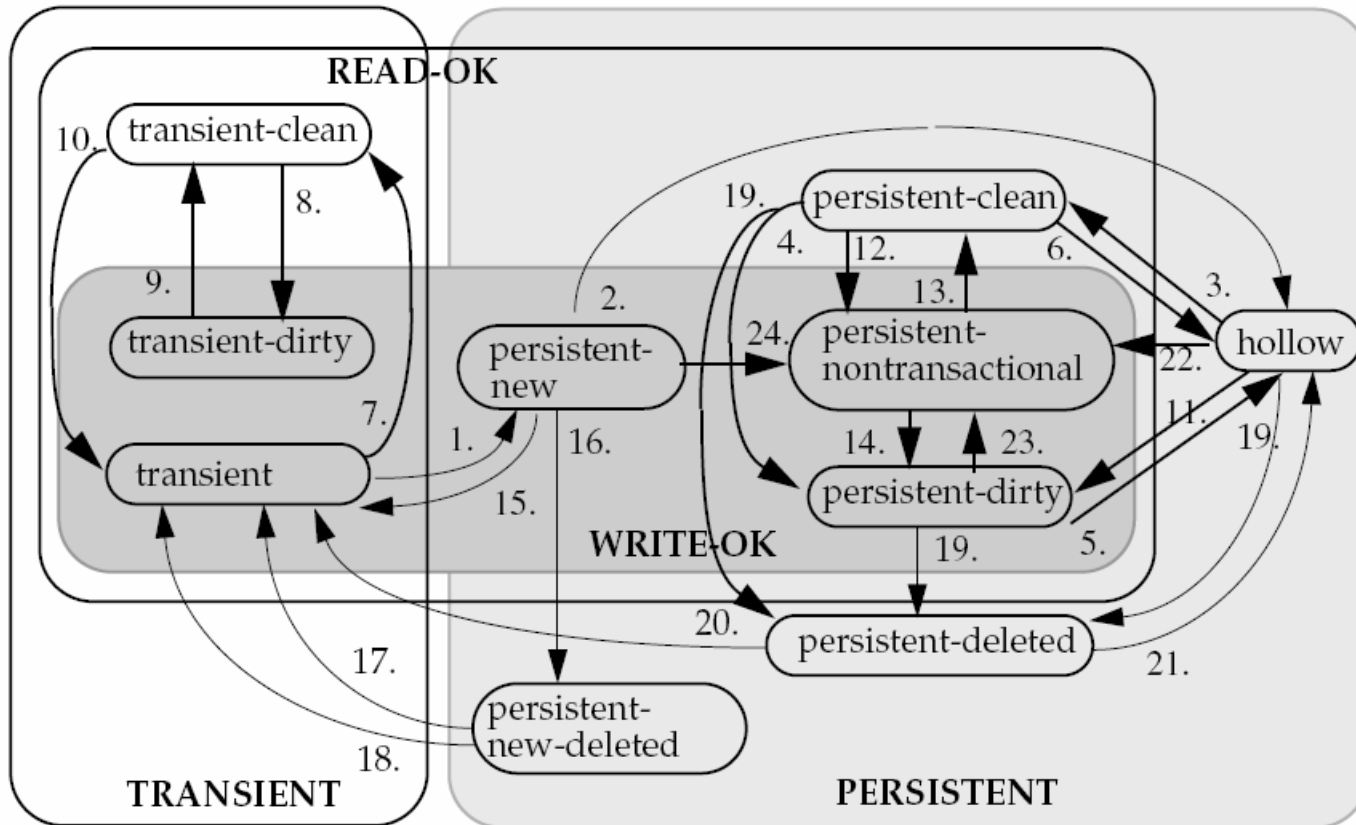 READ-OK
10.
transient-clean
8.
19.
persistent-clean
4.
12.
6.
9.
2.
13.
3.
transient-dirty
persistent-
new
24.
persistent-
nontransactional
22.
hollow
7.
1.
16.
14.
23.
11.
19.
transient
15.
persistent-dirty
WRITE-OK
19.
5.
20.
persistent-deleted
21.
17.
persistent-
new-deleted
18.
TRANSIENT
PERSISTENT